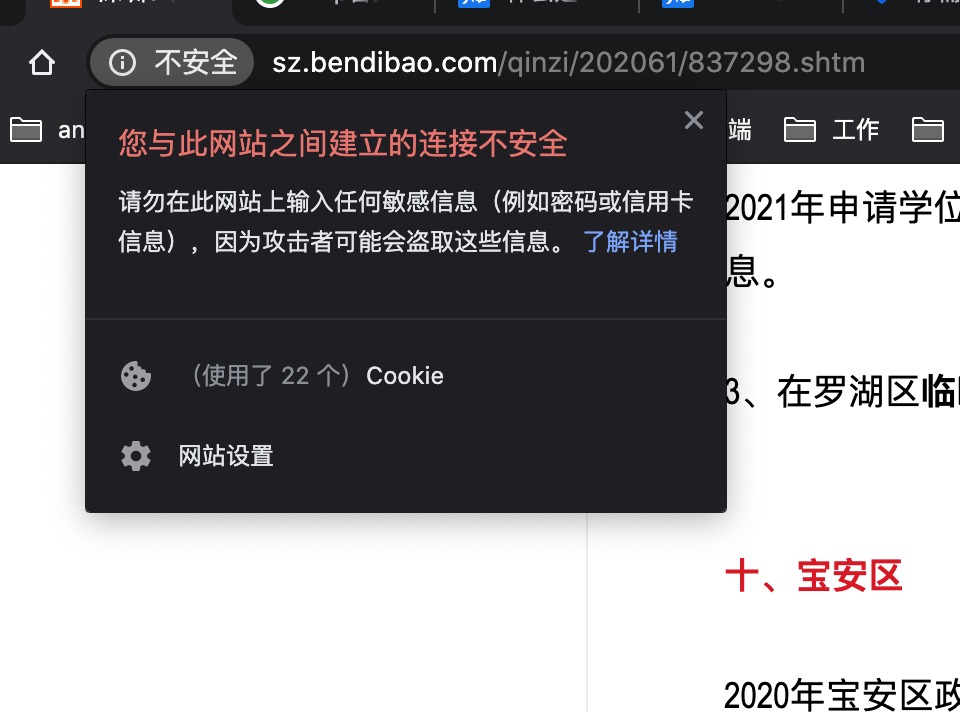 不安全 sz.bendibao.com/qinzi/202061/837298.shtm
an
端
工作
您与此网站之间建立的连接不安全
请勿在此网站上输入任何敏感信息（例如密码或信用卡
信息），因为攻击者可能会盗取这些信息。 了解详情
（使用了 22 个） Cookie
网站设置
2021年申请学位
息。
3、在罗湖区临
十、宝安区
2020年宝安区政